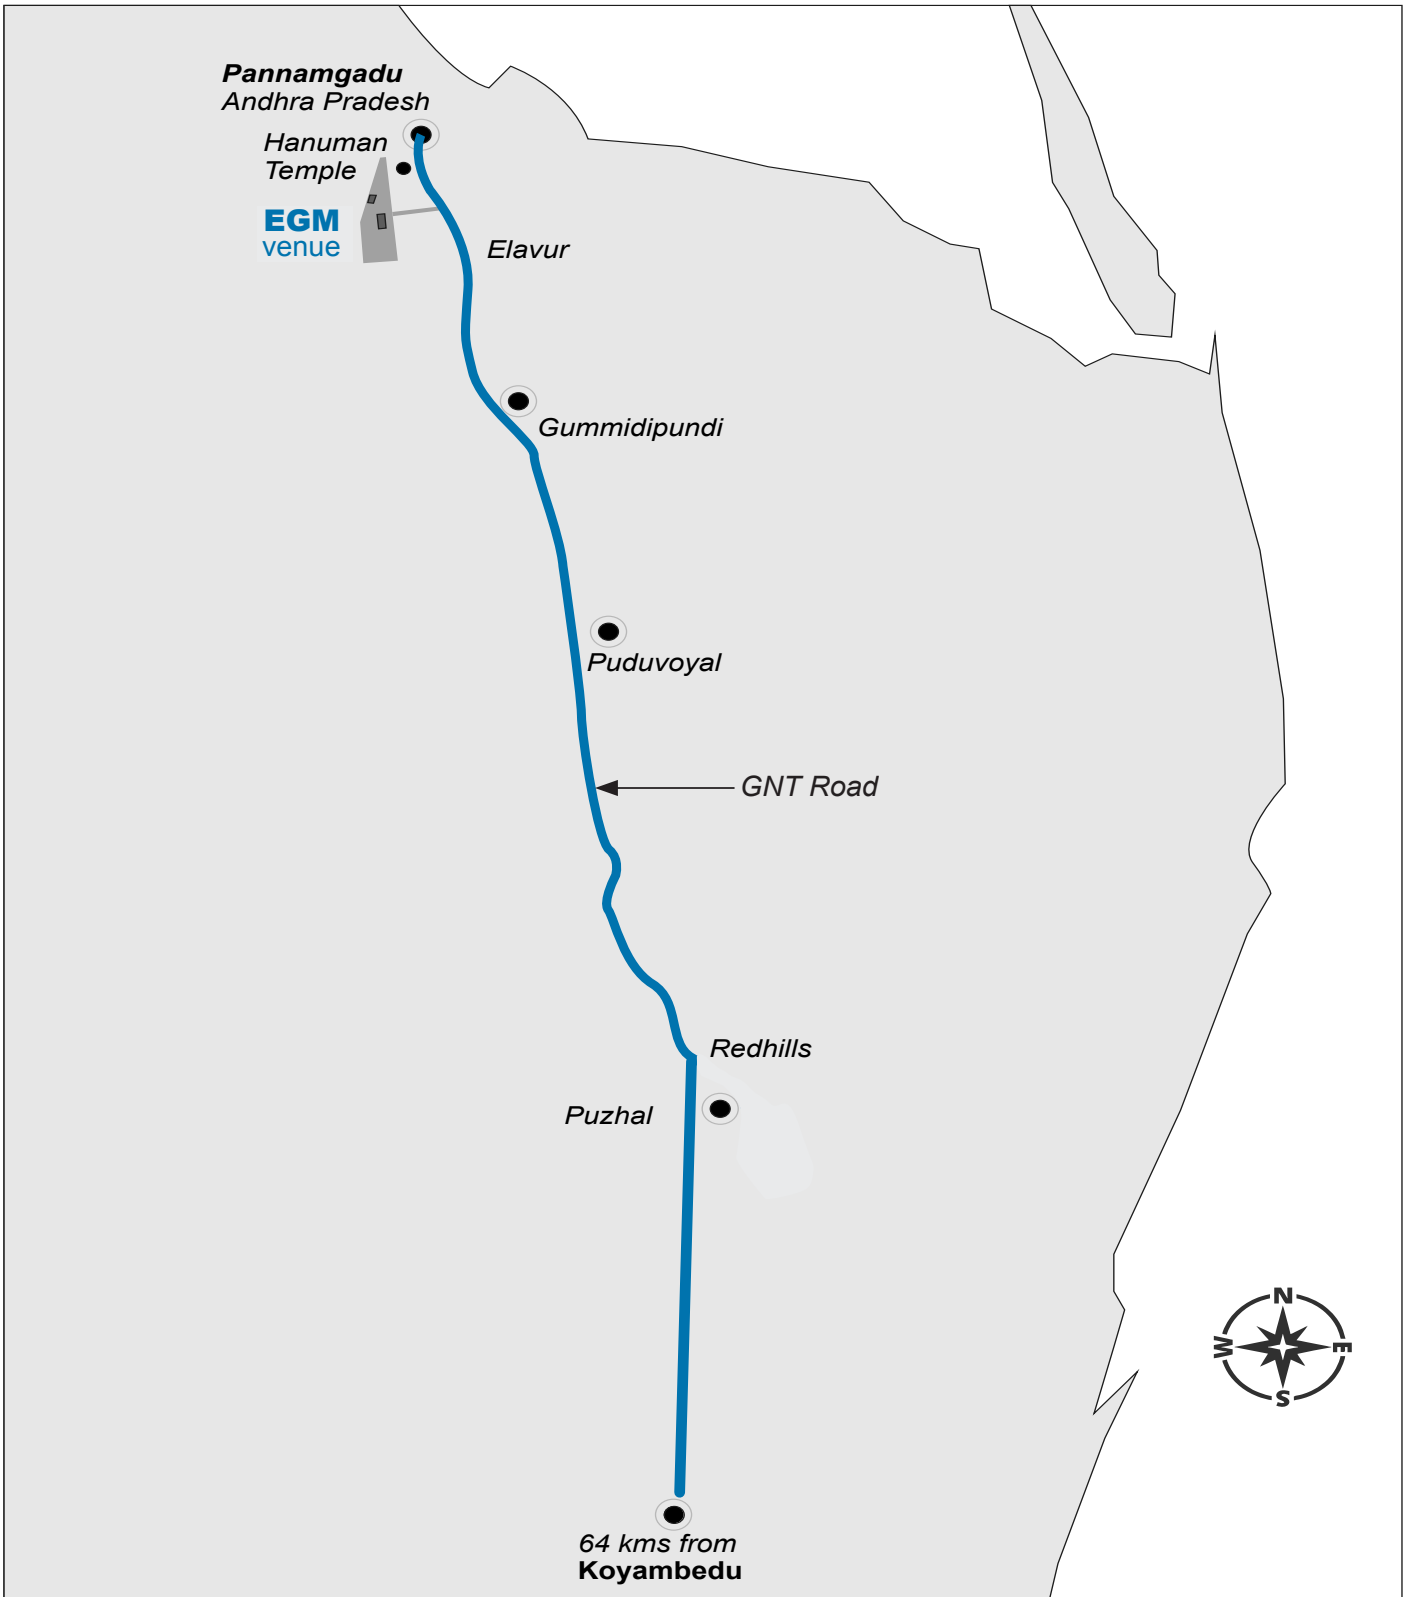 Pannamgadu
Andhra Pradesh
Hanuman
Temple
EGM
venue
Elavur
Gummidipundi
Puduvoyal
GNT Road
Redhills
Puzhal
N
W
E
S
64 kms from
Koyambedu